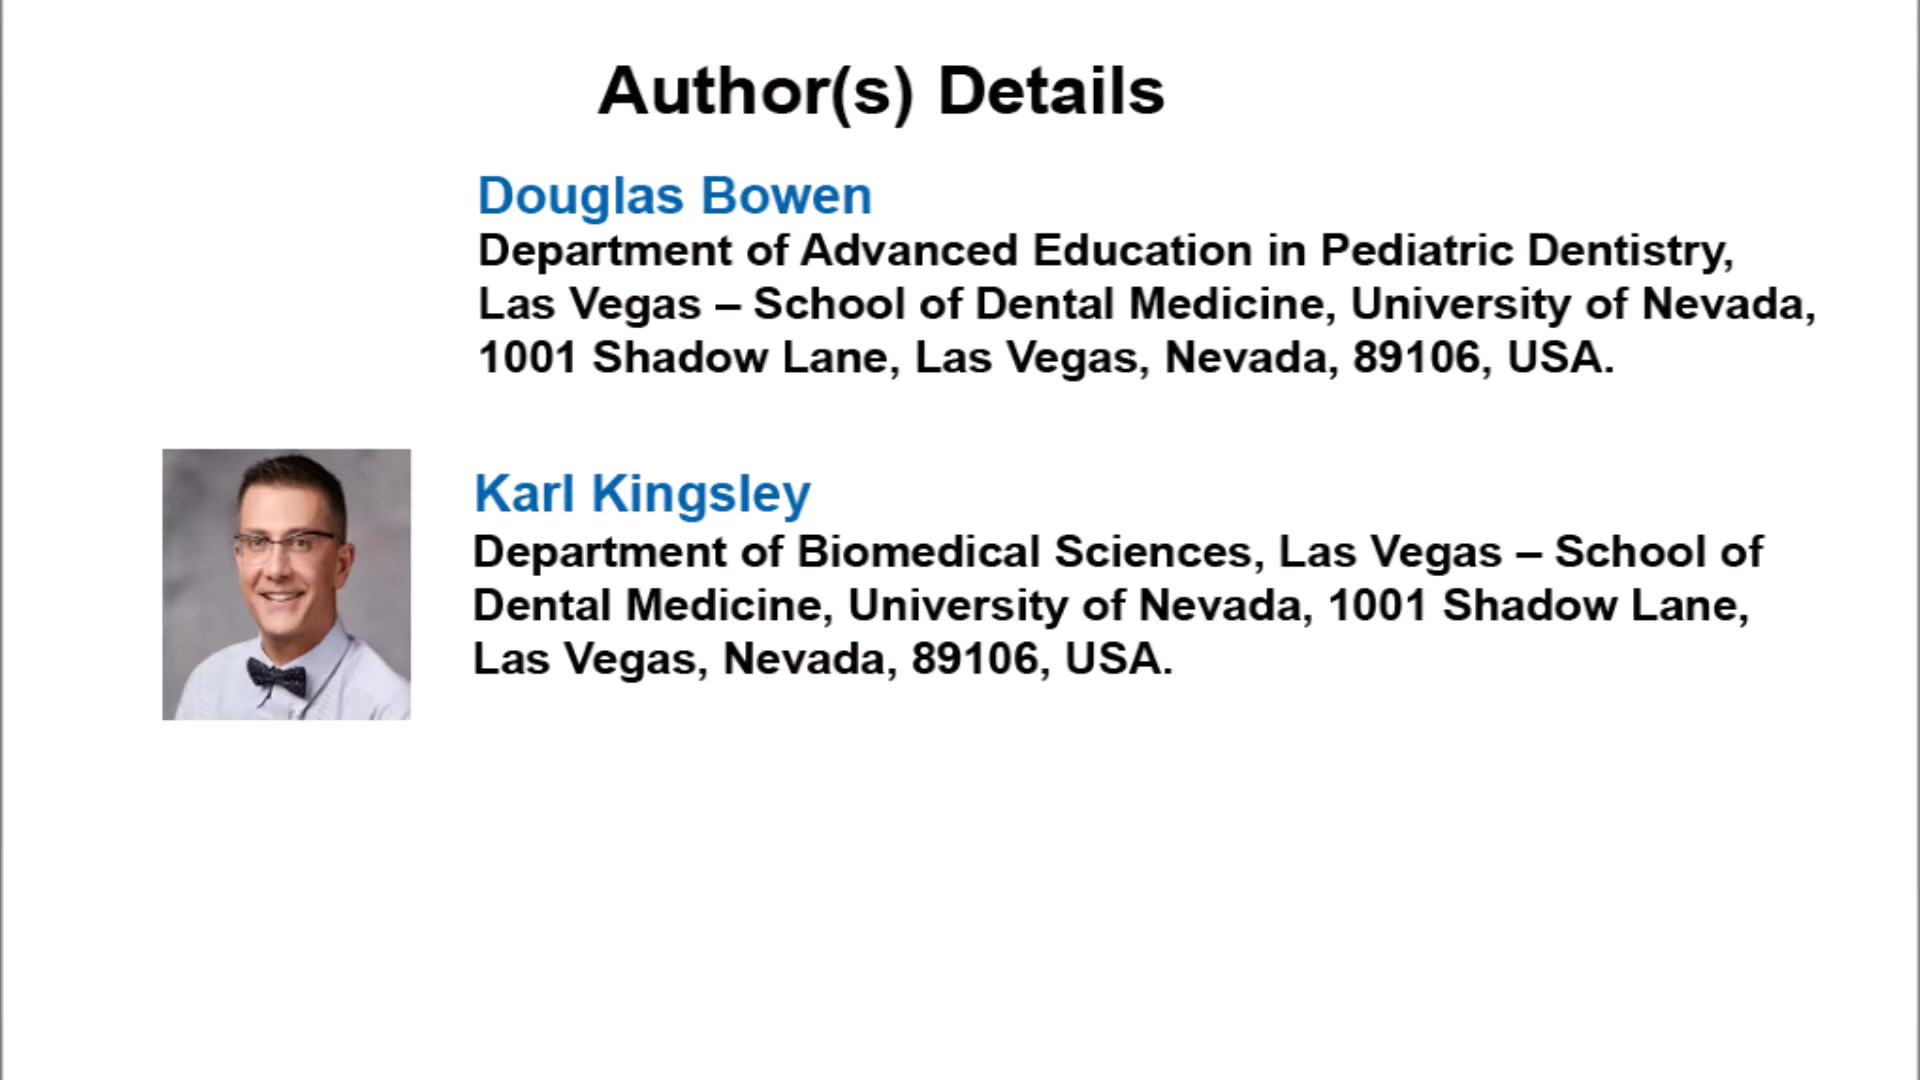 Author(s) Details
Douglas Bowen
Department of Advanced Education in Pediatric Dentistry,
Las Vegas – School of Dental Medicine, University of Nevada,
1001 Shadow Lane, Las Vegas, Nevada, 89106, USA.
Karl Kingsley
Department of Biomedical Sciences, Las Vegas – School of
Dental Medicine, University of Nevada, 1001 Shadow Lane,
Las Vegas, Nevada, 89106, USA.